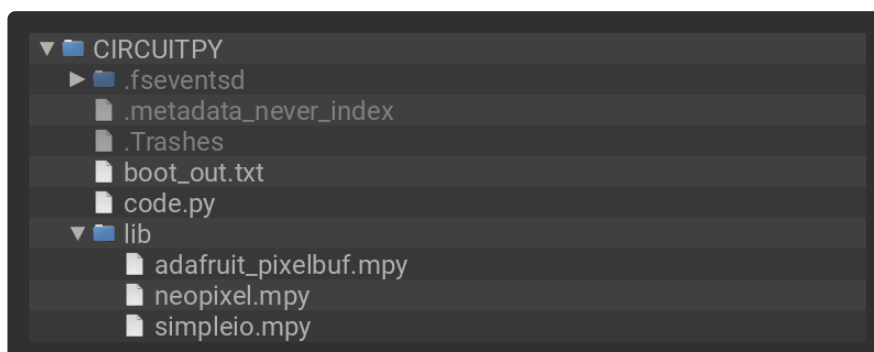 CIRCUITPY
.fseventsd
.metadata_never_index
.Trashes
boot_out.txt
code.py
lib
adafruit_pixelbuf.mpy
neopixel.mpy
simpleio.mpy